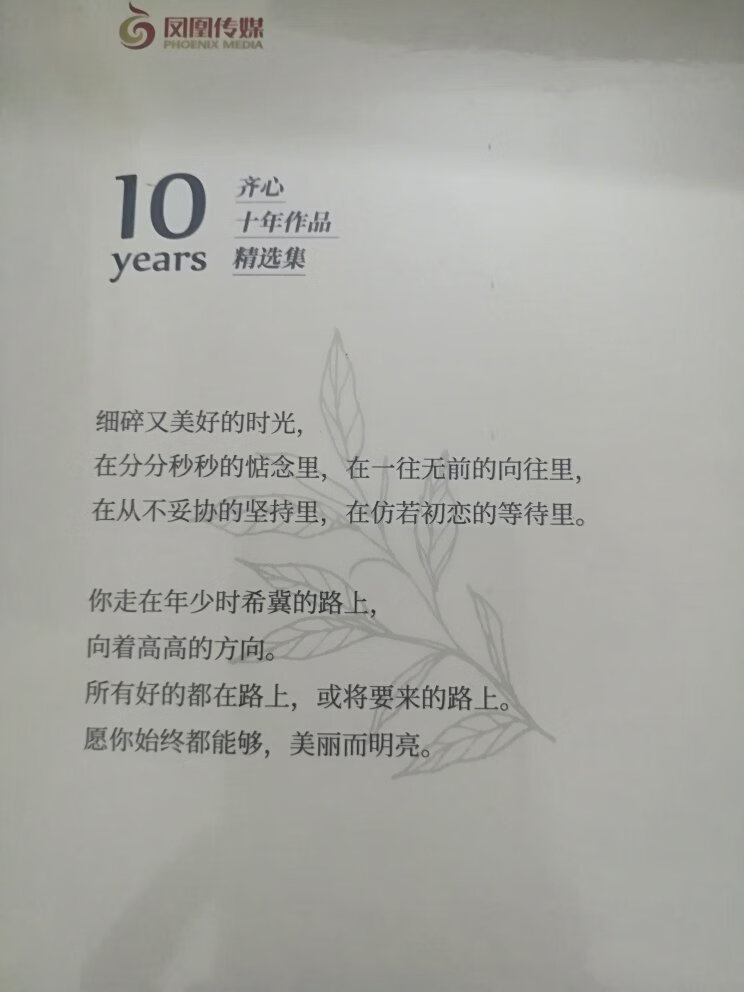 凤凰传媒
PHOENIX MEDIA
10
years
齐心
十年作品
精选集
细碎又美好的时光，
在分分秒秒的惦念里，在一往无前的向往里，
在从不妥协的坚持里，在仿若初恋的等待里。
你走在年少时希冀的路上，
向着高高的方向。
所有好的都在路上，或将要来的路上。
愿你始终都能够，美丽而明亮。